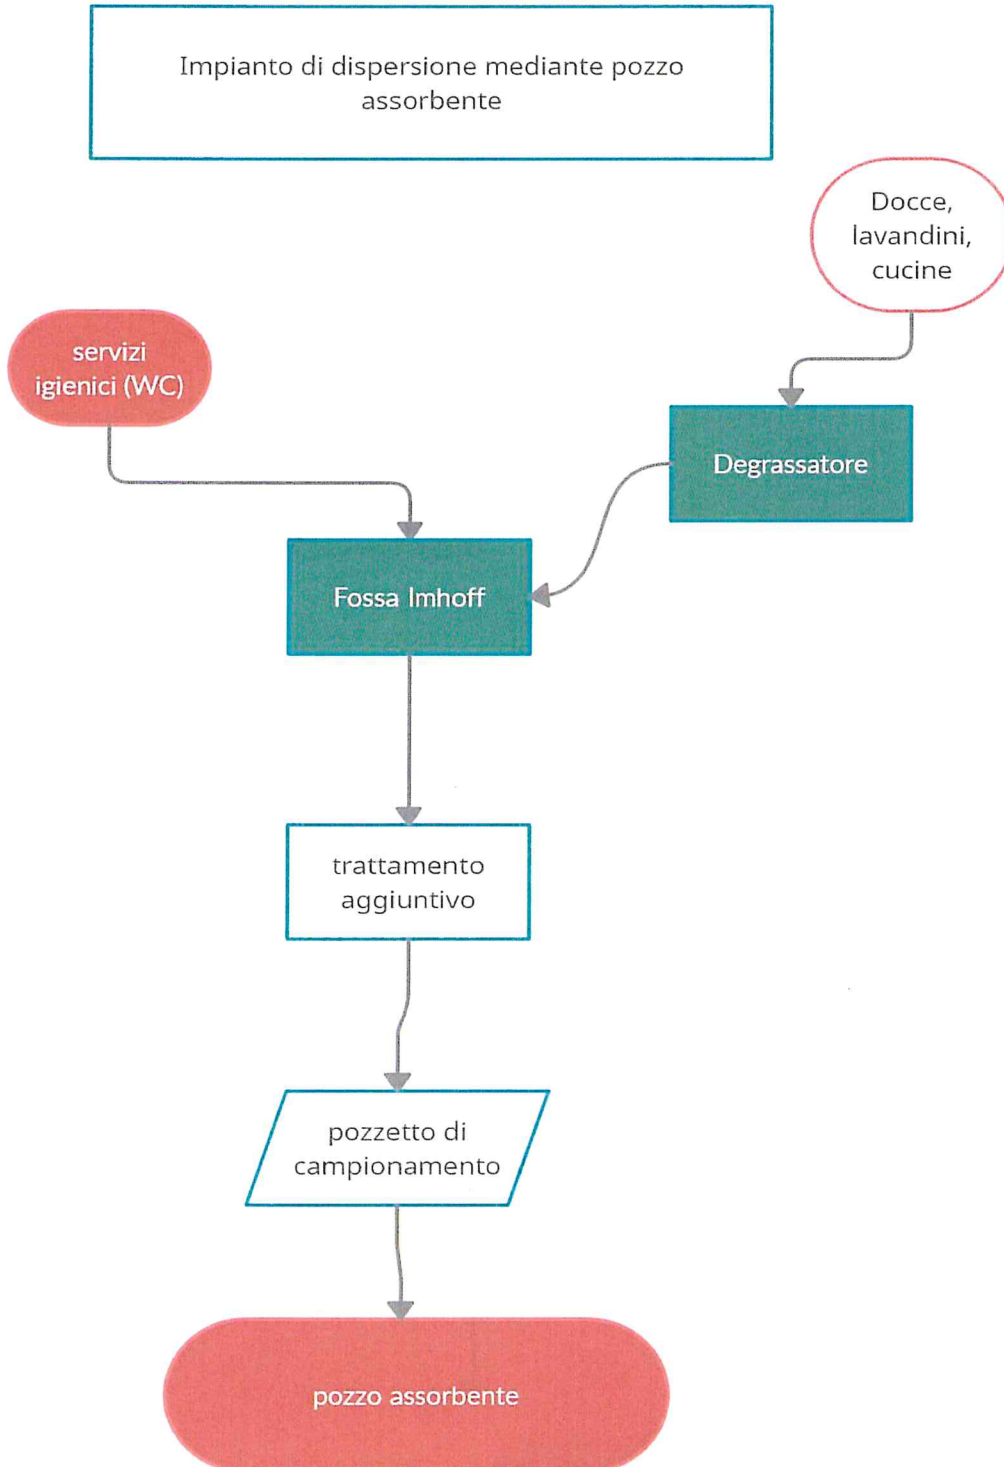 Impianto di dispersione mediante pozzo
assorbente
Docce,
lavandini,
cucine
servizi
igienici (WC)
Degrassatore
Fossa Imhoff
trattamento
aggiuntivo
pozzetto di
campionamento
pozzo assorbente